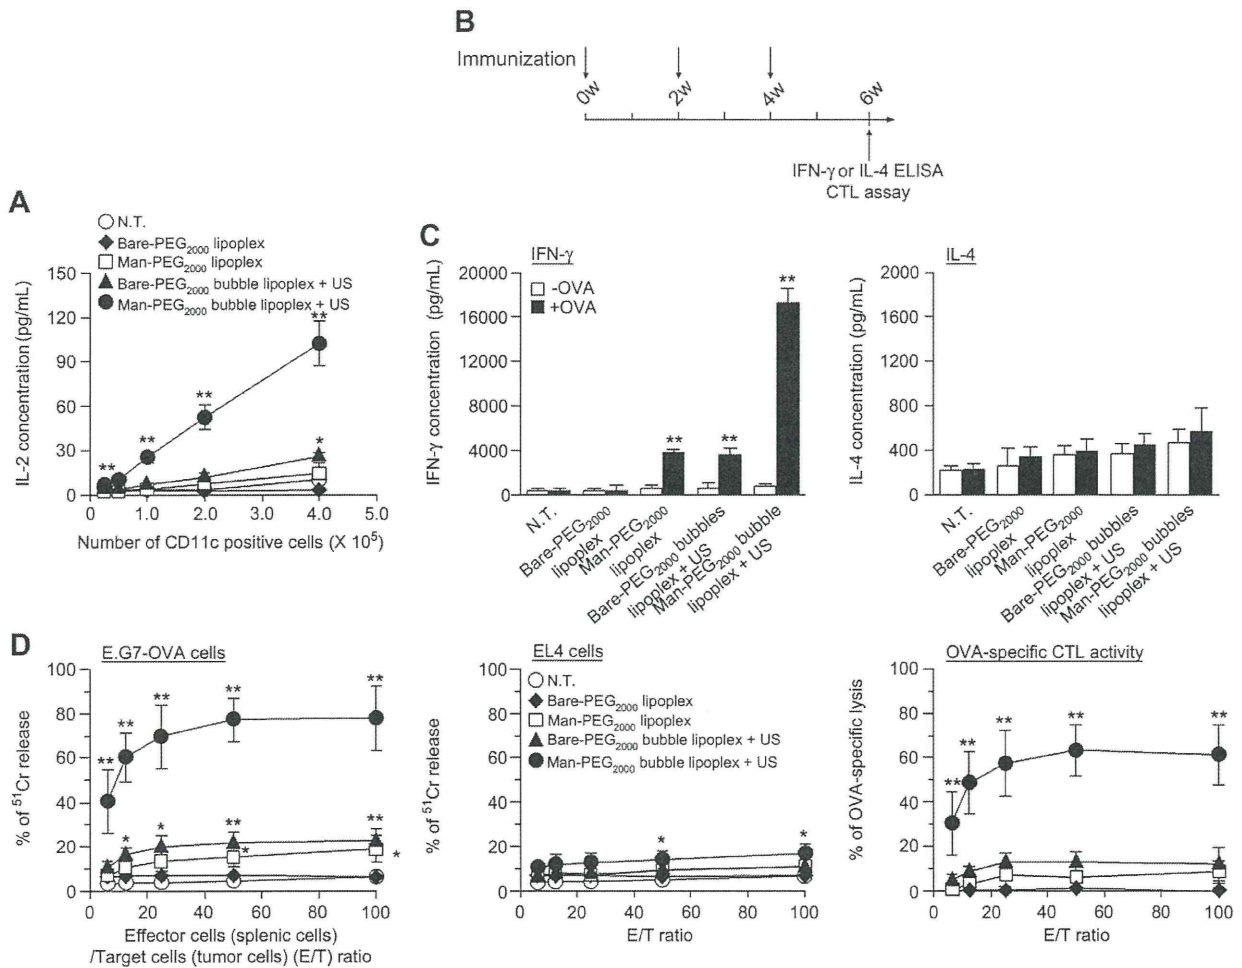 B
Immunization
0w
2w
4w
6w
IFN-γ or IL-4 ELISA
CTL assay
A
N.T.
Bare-PEG2000 lipoplex
Man-PEG2000 lipoplex
Bare-PEG2000 bubble lipoplex + US
Man-PEG2000 bubble lipoplex + US
IL-2 concentration (pg/mL)
150
120
90
60
30
0
**
**
**
**
*
0
1.0
2.0
3.0
4.0
5.0
Number of CD11c positive cells (X 10⁵)
C
IFN-γ
-OVA
+OVA
IFN-γ concentration (pg/mL)
20000
16000
12000
8000
4000
0
**
**
**
N.T.
Bare-PEG2000
lipoplex
Man-PEG2000
lipoplex
Bare-PEG2000 bubbles
lipoplex + US
Man-PEG2000 bubble
lipoplex + US
IL-4
IL-4 concentration (pg/mL)
2000
1600
1200
800
400
0
N.T.
Bare-PEG2000
lipoplex
Man-PEG2000
lipoplex
Bare-PEG2000 bubbles
lipoplex + US
Man-PEG2000 bubbles
lipoplex + US
D
E.G7-OVA cells
% of ⁵¹Cr release
100
80
60
40
20
0
**
**
**
**
**
*
*
**
**
*
*
0
20
40
60
80
100
Effector cells (splenic cells)
/Target cells (tumor cells) (E/T) ratio
EL4 cells
N.T.
Bare-PEG2000 lipoplex
Man-PEG2000 lipoplex
Bare-PEG2000 bubble lipoplex + US
Man-PEG2000 bubble lipoplex + US
% of ⁵¹Cr release
100
80
60
40
20
0
*
*
0
20
40
60
80
100
E/T ratio
OVA-specific CTL activity
% of OVA-specific lysis
100
80
60
40
20
0
**
**
**
**
**
0
20
40
60
80
100
E/T ratio